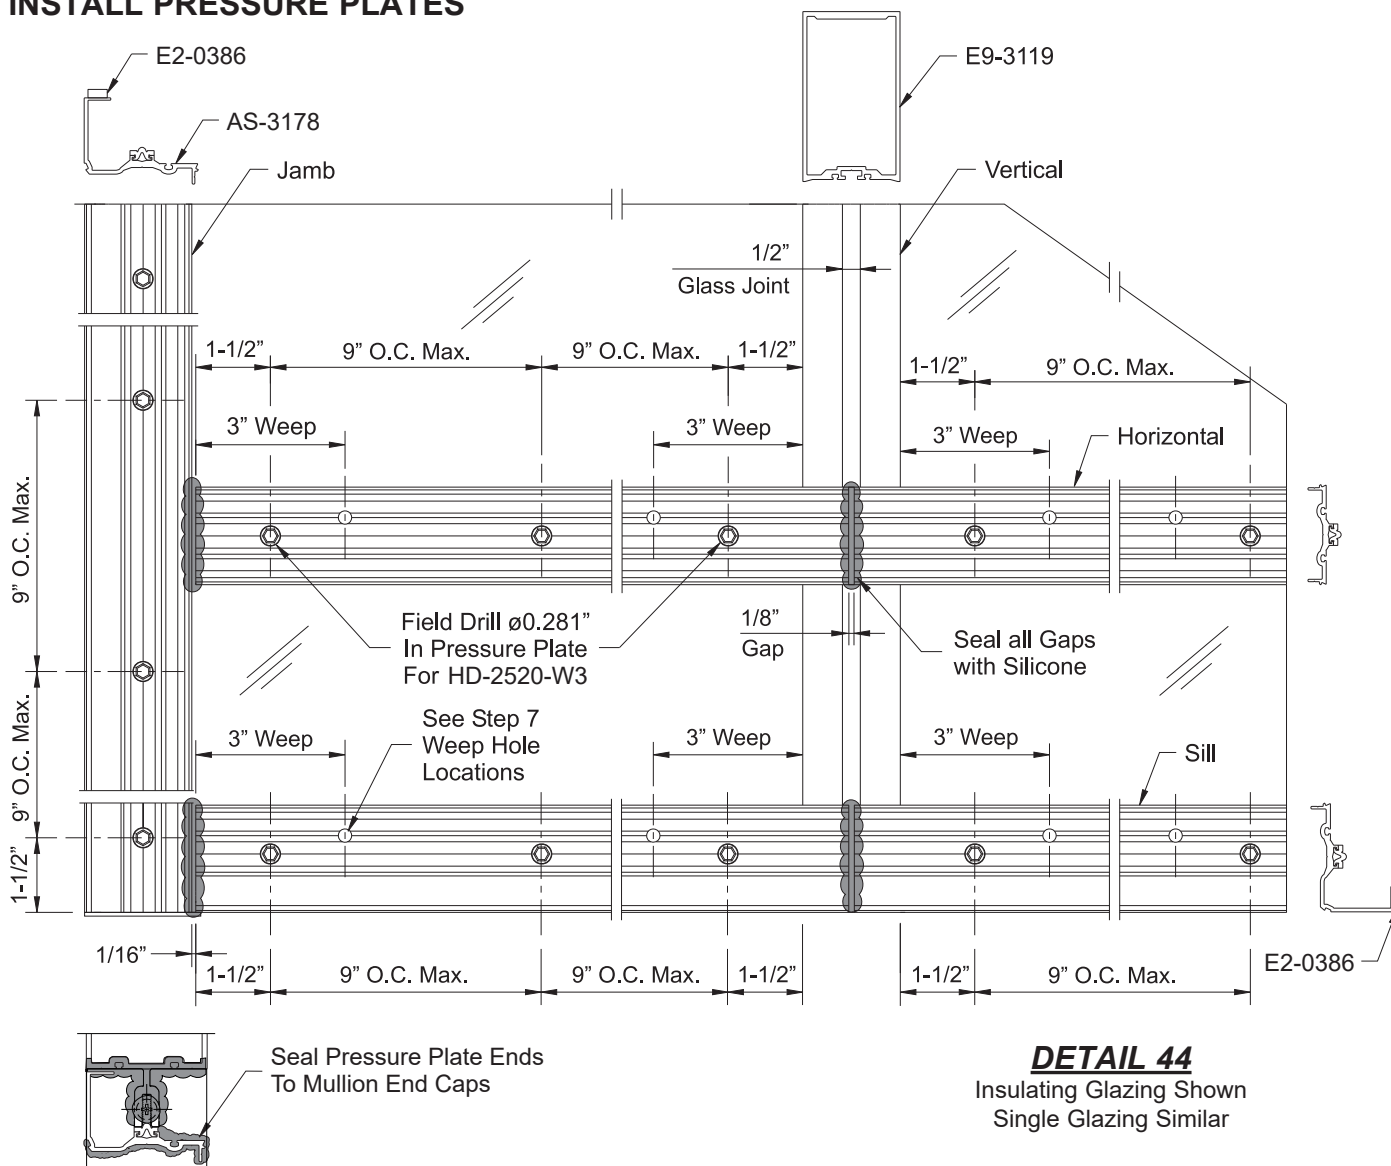 INSTALL PRESSURE PLATES
E2-0386
E9-3119
AS-3178
Jamb
Vertical
1/2”
Glass Joint
1-1/2”
9” O.C. Max.
9” O.C. Max.
1-1/2”
1-1/2”
9” O.C. Max.
3” Weep
3” Weep
3” Weep
Horizontal
9” O.C. Max.
Field Drill ø0.281”
In Pressure Plate
For HD-2520-W3
1/8”
Gap
Seal all Gaps
with Silicone
9” O.C. Max.
See Step 7
Weep Hole
Locations
3” Weep
3” Weep
3” Weep
Sill
1-1/2”
1/16”
1-1/2”
9” O.C. Max.
9” O.C. Max.
1-1/2”
1-1/2”
9” O.C. Max.
E2-0386
Seal Pressure Plate Ends
To Mullion End Caps
DETAIL 44
Insulating Glazing Shown
Single Glazing Similar